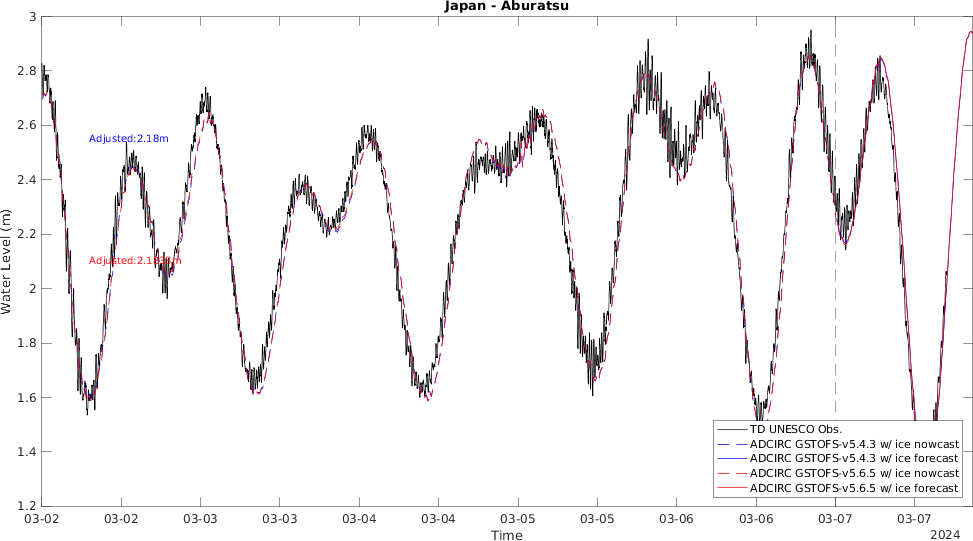 Japan - Aburatsu
3
2.8
2.6
2.4
2.2
2
1.8
1.6
1.4
1.2
Water Level (m)
Adjusted:2.18m
TD UNESCO Obs.
ADCIRC GSTOFS-v5.4.3 w/ ice nowcast
ADCIRC GSTOFS-v5.4.3 w/ ice forecast
ADCIRC GSTOFS-v5.6.5 w/ ice nowcast
ADCIRC GSTOFS-v5.6.5 w/ ice forecast
03-02 03-02 03-03 03-03 03-04 03-04 03-05 03-05 03-06 03-06 03-07 03-07
Time
2024